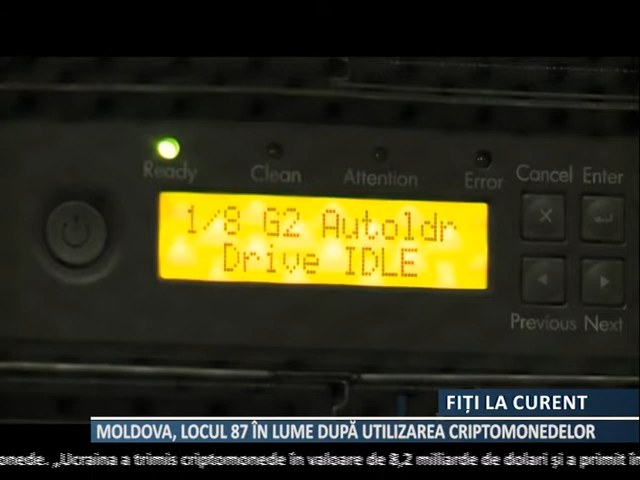 Ready Clean Attention Error
Cancel Enter
1/8 G2 Autoldr
Drive IDLE
Previous Next
FIȚI LA CURENT
MOLDOVA, LOCUL 87 ÎN LUME DUPĂ UTILIZAREA CRIPTOMONEDELOR
onede. „Ucraina a trimis criptomonede în valoare de 8,2 miliarde de dolari și a primit în